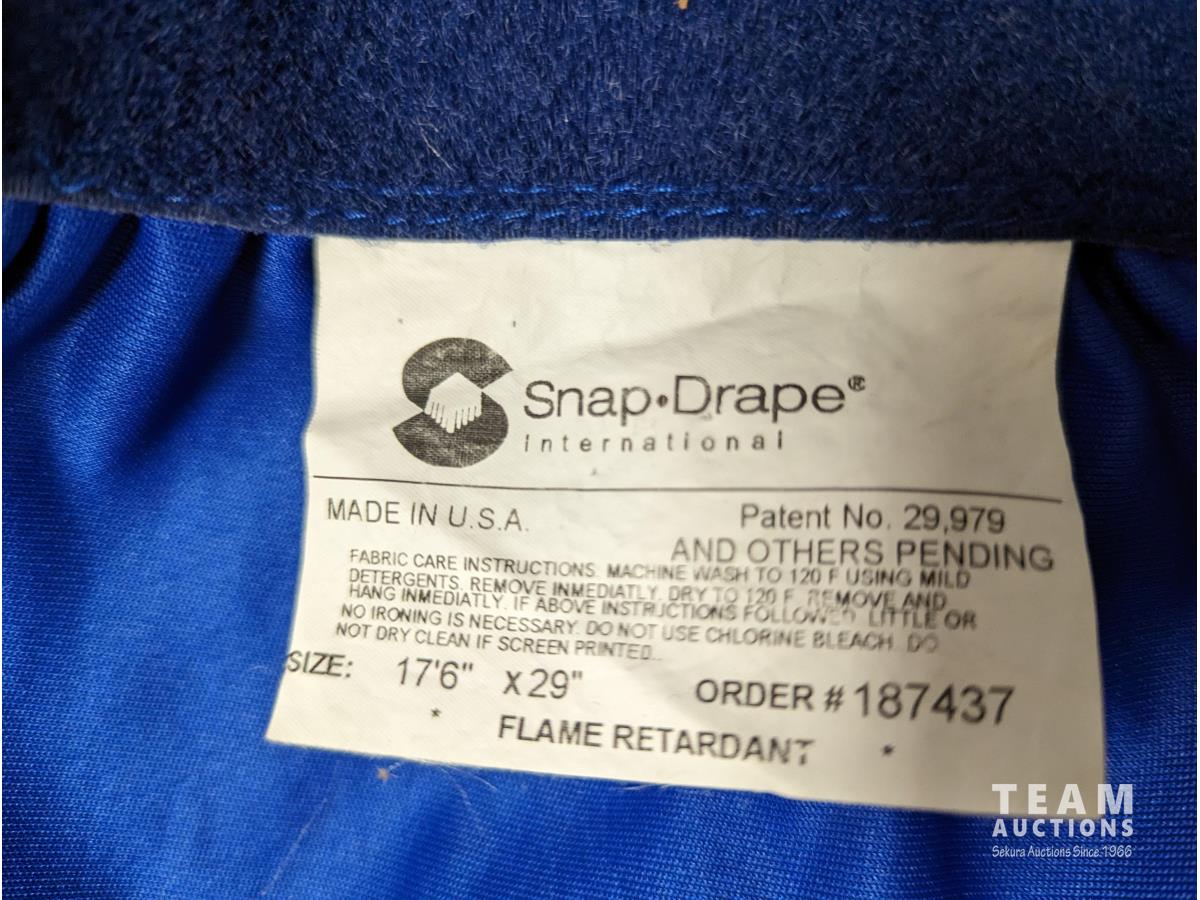 Snap•Drape®
International
MADE IN U.S.A.
Patent No. 29,979
AND OTHERS PENDING
FABRIC CARE INSTRUCTIONS. MACHINE WASH TO 120 F USING MILD
DETERGENTS. REMOVE INMEDIATLY. DRY TO 120 F. REMOVE AND
HANG INMEDIATLY. IF ABOVE INSTRUCTIONS FOLLOWED LITTLE OR
NO IRONING IS NECESSARY. DO NOT USE CHLORINE BLEACH. DO
NOT DRY CLEAN IF SCREEN PRINTED..
SIZE: 17'6" X 29" ORDER # 187437
* FLAME RETARDANT *
TEAM
AUCTIONS
Sekura Auctions Since 1966